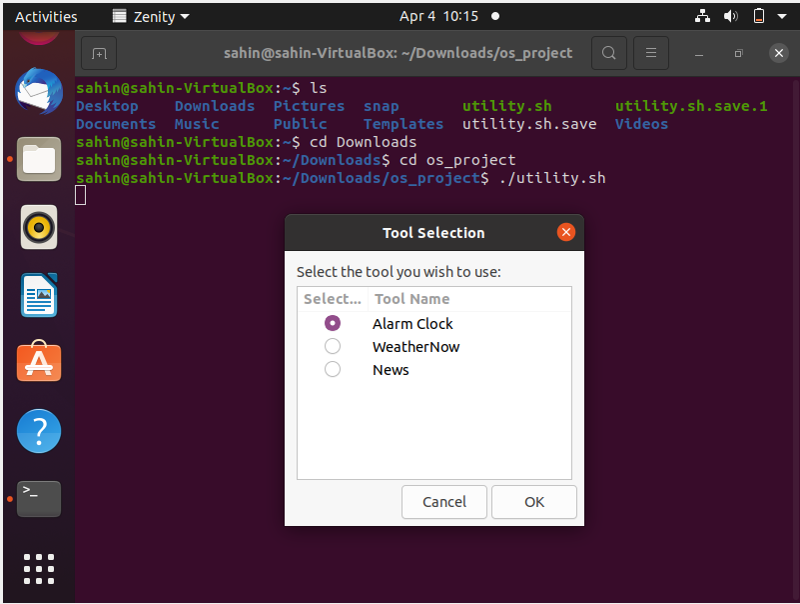 Activities Zenity Apr 4 10:15
sahin@sahin-VirtualBox: ~/Downloads/os_project
sahin@sahin-VirtualBox:~$ ls
Desktop Downloads Pictures snap utility.sh utility.sh.save.1
Documents Music Public Templates utility.sh.save Videos
sahin@sahin-VirtualBox:~$ cd Downloads
sahin@sahin-VirtualBox:~/Downloads$ cd os_project
sahin@sahin-VirtualBox:~/Downloads/os_project$ ./utility.sh
Tool Selection
Select the tool you wish to use:
Select... Tool Name
Alarm Clock
WeatherNow
News
Cancel OK